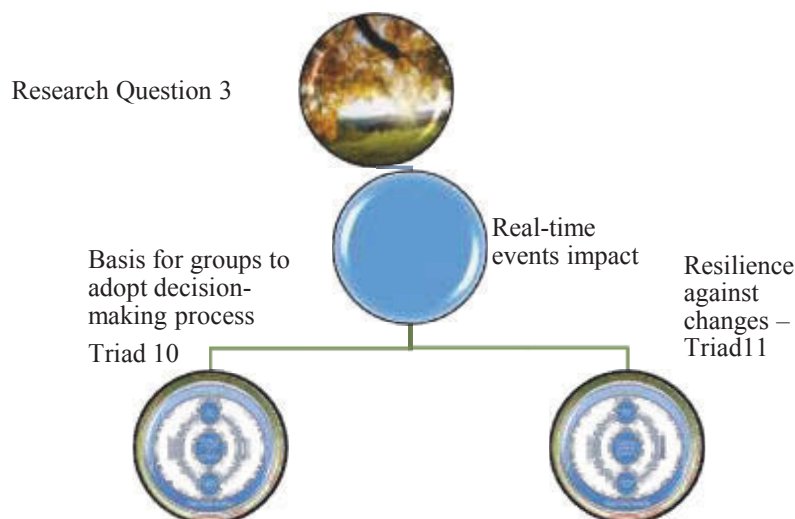 Research Question 3
Real-time
events impact
Basis for groups to
adopt decision-
making process
Triad 10
Resilience
against
changes –
Triad11